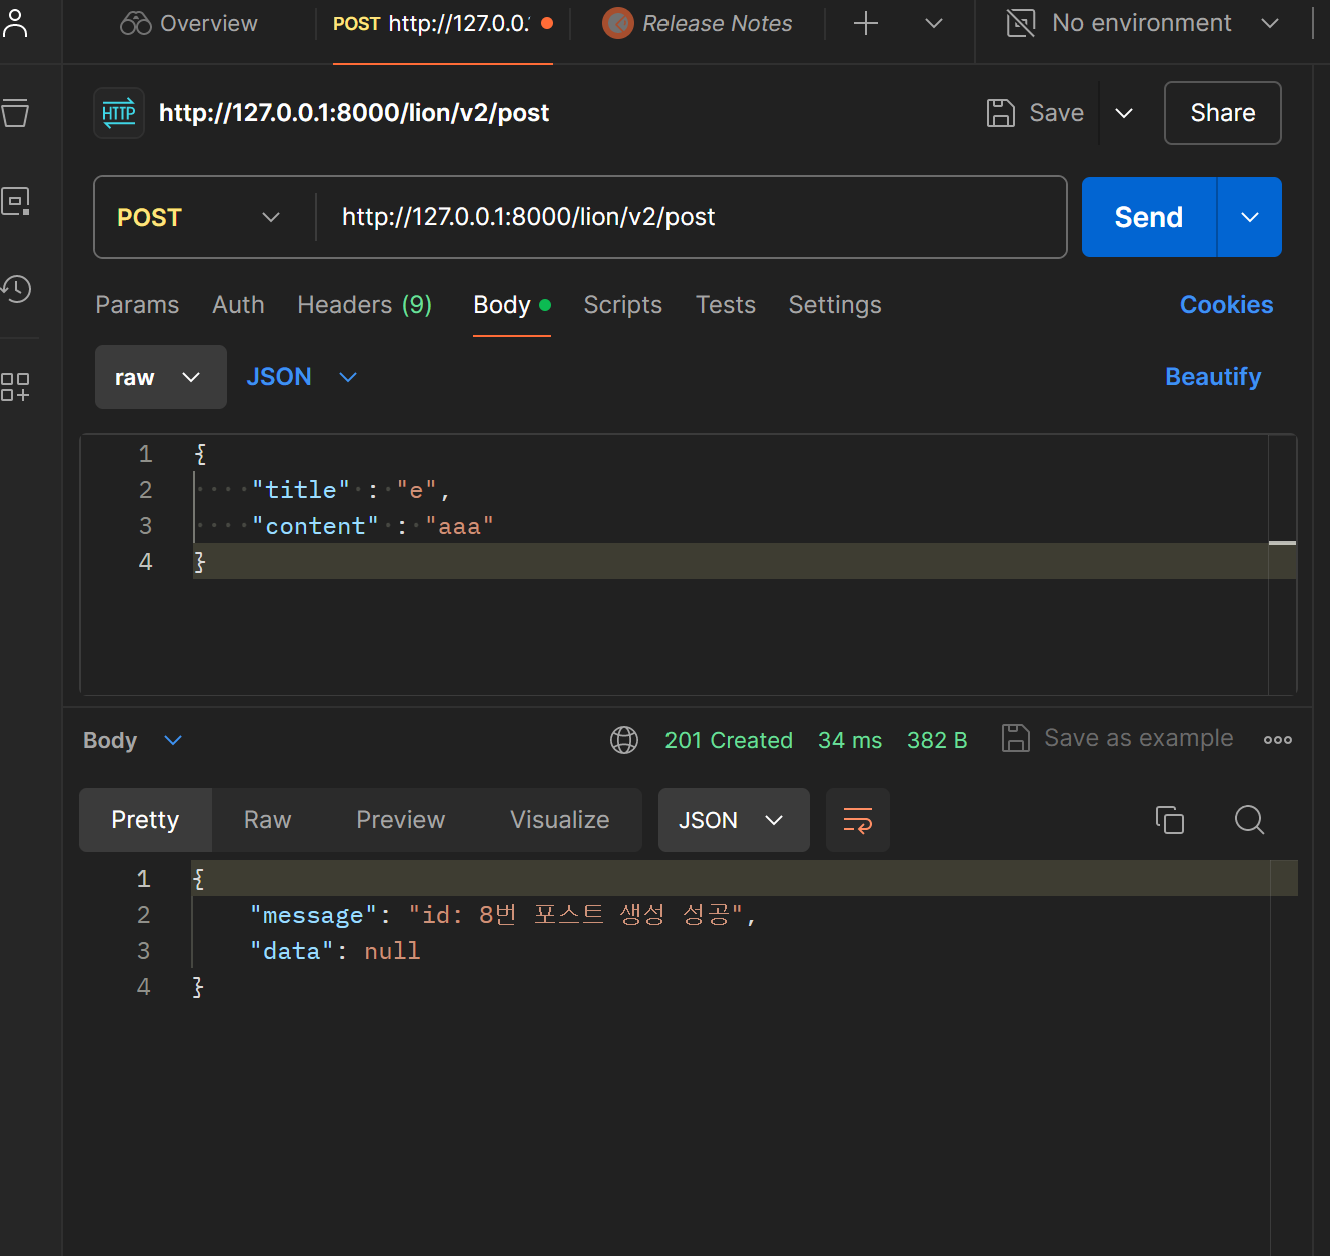 Overview
POST http://127.0.0.
Release Notes
No environment
HTTP
http://127.0.0.1:8000/lion/v2/post
Save
Share
POST
http://127.0.0.1:8000/lion/v2/post
Send
Params
Auth
Headers (9)
Body
Scripts
Tests
Settings
Cookies
raw
JSON
Beautify
1 {
2 "title" : "e",
3 "content" : "aaa"
4 }
Body
201 Created
34 ms
382 B
Save as example
Pretty
Raw
Preview
Visualize
JSON
1 {
2 "message": "id: 8번 포스트 생성 성공",
3 "data": null
4 }